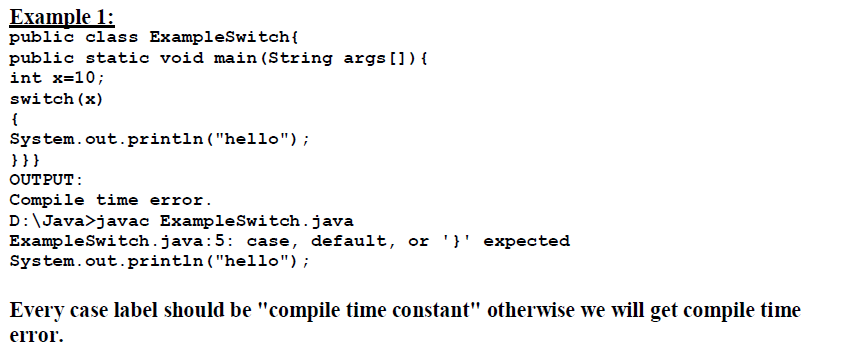 Example 1:
public class ExampleSwitch{
public static void main(String args[]){
int x=10;
switch(x)
{
System.out.println("hello");
}}}
OUTPUT:
Compile time error.
D:\Java>javac ExampleSwitch.java
ExampleSwitch.java:5: case, default, or '}' expected
System.out.println("hello");
Every case label should be "compile time constant" otherwise we will get compile time
error.